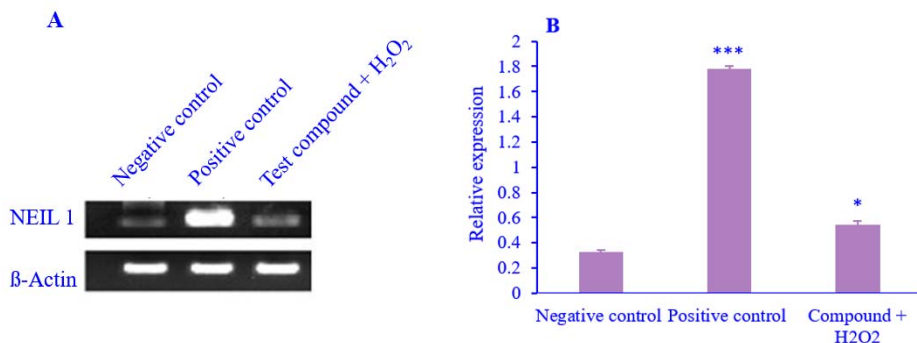 A
Negative control
Positive control
Test compound + H₂O₂
NEIL 1
ß-Actin
B
Relative expression
2
1.8
1.6
1.4
1.2
1
0.8
0.6
0.4
0.2
0
***
*
Negative control Positive control Compound +
H2O2